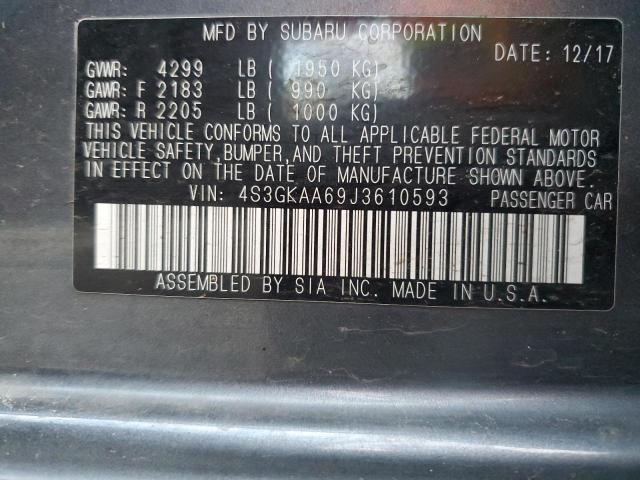 MFD BY SUBARU CORPORATION
DATE: 12/17
GVWR: 4299 LB ( 1950 KG)
GAWR: F 2183 LB ( 990 KG)
GAWR: R 2205 LB ( 1000 KG)
THIS VEHICLE CONFORMS TO ALL APPLICABLE FEDERAL MOTOR
VEHICLE SAFETY, BUMPER, AND THEFT PREVENTION STANDARDS
IN EFFECT ON THE DATE OF MANUFACTURE SHOWN ABOVE.
VIN: 4S3GKAA69J3610593 PASSENGER CAR
ASSEMBLED BY SIA INC. MADE IN U.S.A.